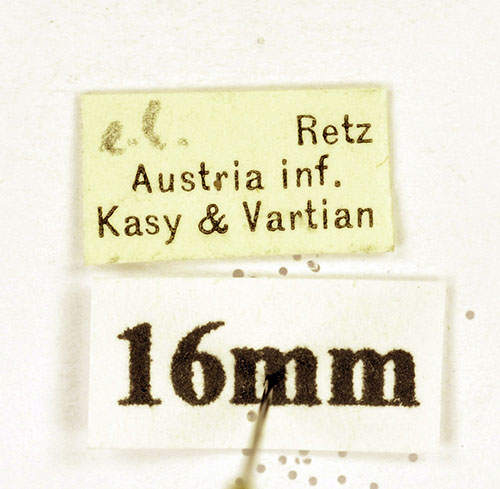 e.l. Retz
Austria inf.
Kasy & Vartian
16mm